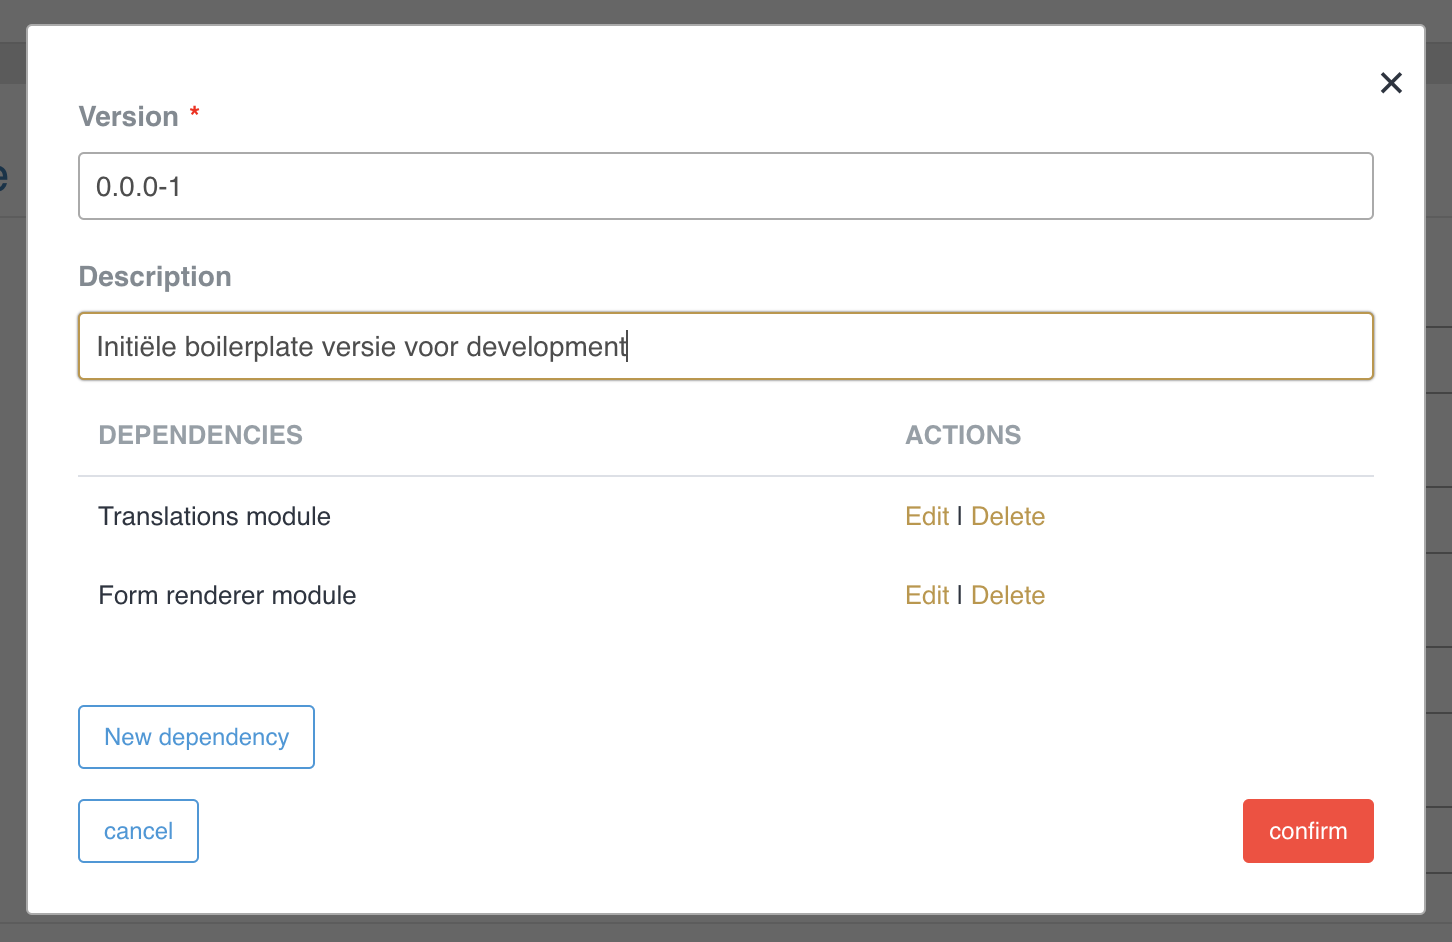 Version *
0.0.0-1
Description
Initiële boilerplate versie voor development
DEPENDENCIES ACTIONS
Translations module Edit | Delete
Form renderer module Edit | Delete
New dependency
cancel confirm